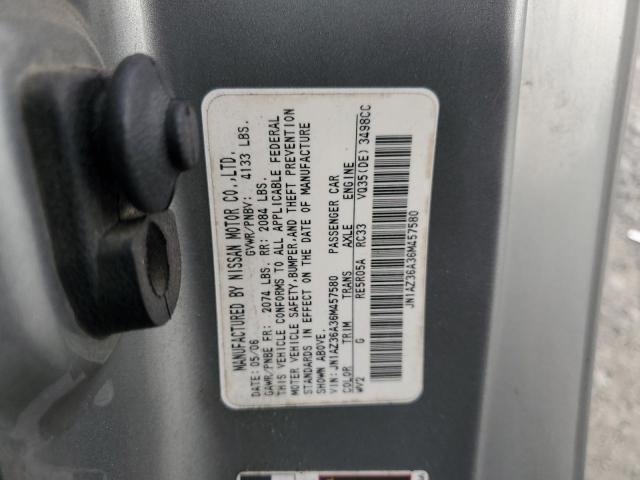 MANUFACTURED BY NISSAN MOTOR CO.,LTD.
DATE: 05/06 GVWR/PNBV: 4133 LBS.
GAWR/PNBE FR: 2074 LBS. RR: 2084 LBS.
THIS VEHICLE CONFORMS TO ALL APPLICABLE FEDERAL
MOTOR VEHICLE SAFETY,BUMPER,AND THEFT PREVENTION
STANDARDS IN EFFECT ON THE DATE OF MANUFACTURE
SHOWN ABOVE.
VIN: JN1AZ36A36M457580 PASSENGER CAR
COLOR TRIM TRANS AXLE ENGINE
WV2 G RE5R05A RC33 VQ35(DE) 3498CC
JN1AZ36A36M457580